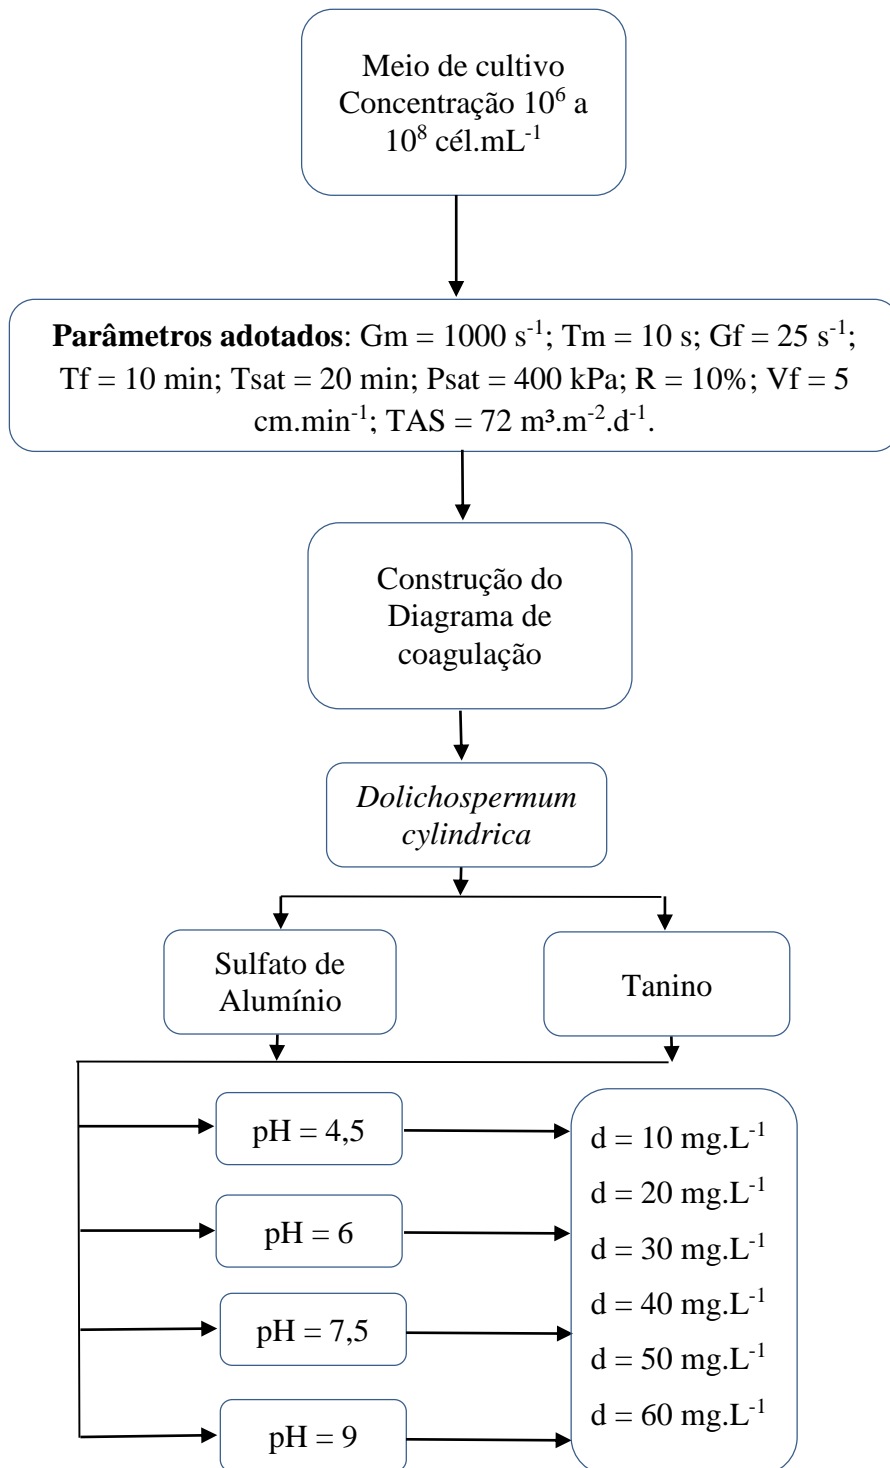 Meio de cultivo
Concentração 10⁶ a
10⁸ cél.mL⁻¹
Parâmetros adotados: Gm = 1000 s⁻¹; Tm = 10 s; Gf = 25 s⁻¹;
Tf = 10 min; Tsat = 20 min; Psat = 400 kPa; R = 10%; Vf = 5
cm.min⁻¹; TAS = 72 m³.m⁻².d⁻¹.
Construção do
Diagrama de
coagulação
Dolichospermum
cylindrica
Sulfato de
Alumínio
Tanino
pH = 4,5
pH = 6
pH = 7,5
pH = 9
d = 10 mg.L⁻¹
d = 20 mg.L⁻¹
d = 30 mg.L⁻¹
d = 40 mg.L⁻¹
d = 50 mg.L⁻¹
d = 60 mg.L⁻¹